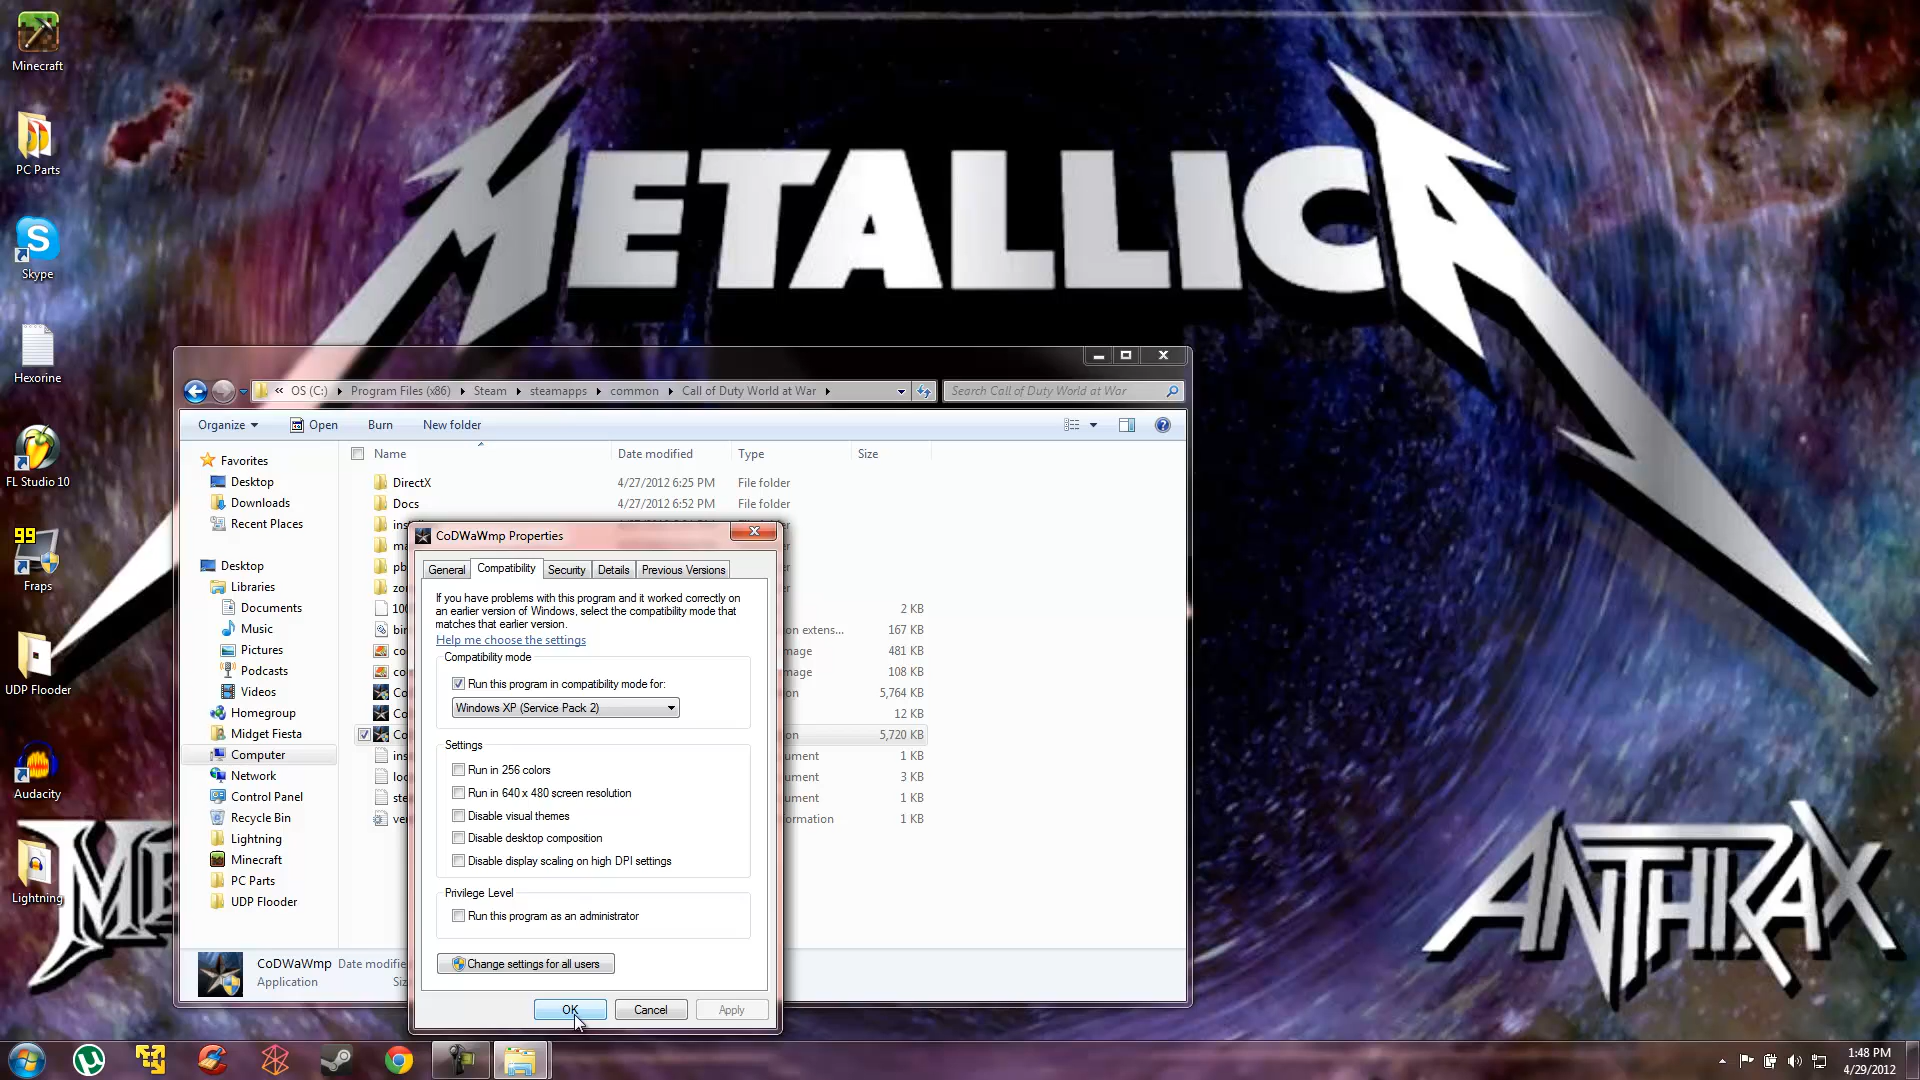 METALLICA
Minecraft
PC Parts
Skype
Hexorine
FL Studio 10
99
Fraps
UDP Flooder
Audacity
Lightning
« OS (C:) Program Files (x86) Steam steamapps common Call of Duty World at War
Search Call of Duty World at War
Organize Open Burn New folder
Name Date modified Type Size
Favorites
Desktop
Downloads
Recent Places
Desktop
Libraries
Documents
Music
Pictures
Podcasts
Videos
Homegroup
Midget Fiesta
Computer
Network
Control Panel
Recycle Bin
Lightning
Minecraft
PC Parts
UDP Flooder
DirectX 4/27/2012 6:25 PM File folder
Docs 4/27/2012 6:52 PM File folder
2 KB
167 KB
481 KB
108 KB
5,764 KB
12 KB
5,720 KB
1 KB
3 KB
1 KB
1 KB
CoDWaWmp Properties
General Compatibility Security Details Previous Versions
If you have problems with this program and it worked correctly on
an earlier version of Windows, select the compatibility mode that
matches that earlier version.
Help me choose the settings
Compatibility mode
Run this program in compatibility mode for:
Windows XP (Service Pack 2)
Settings
Run in 256 colors
Run in 640 x 480 screen resolution
Disable visual themes
Disable desktop composition
Disable display scaling on high DPI settings
Privilege Level
Run this program as an administrator
Change settings for all users
OK Cancel Apply
CoDWaWmp Date modifie
Application
ANTHRAX
1:48 PM
4/29/2012